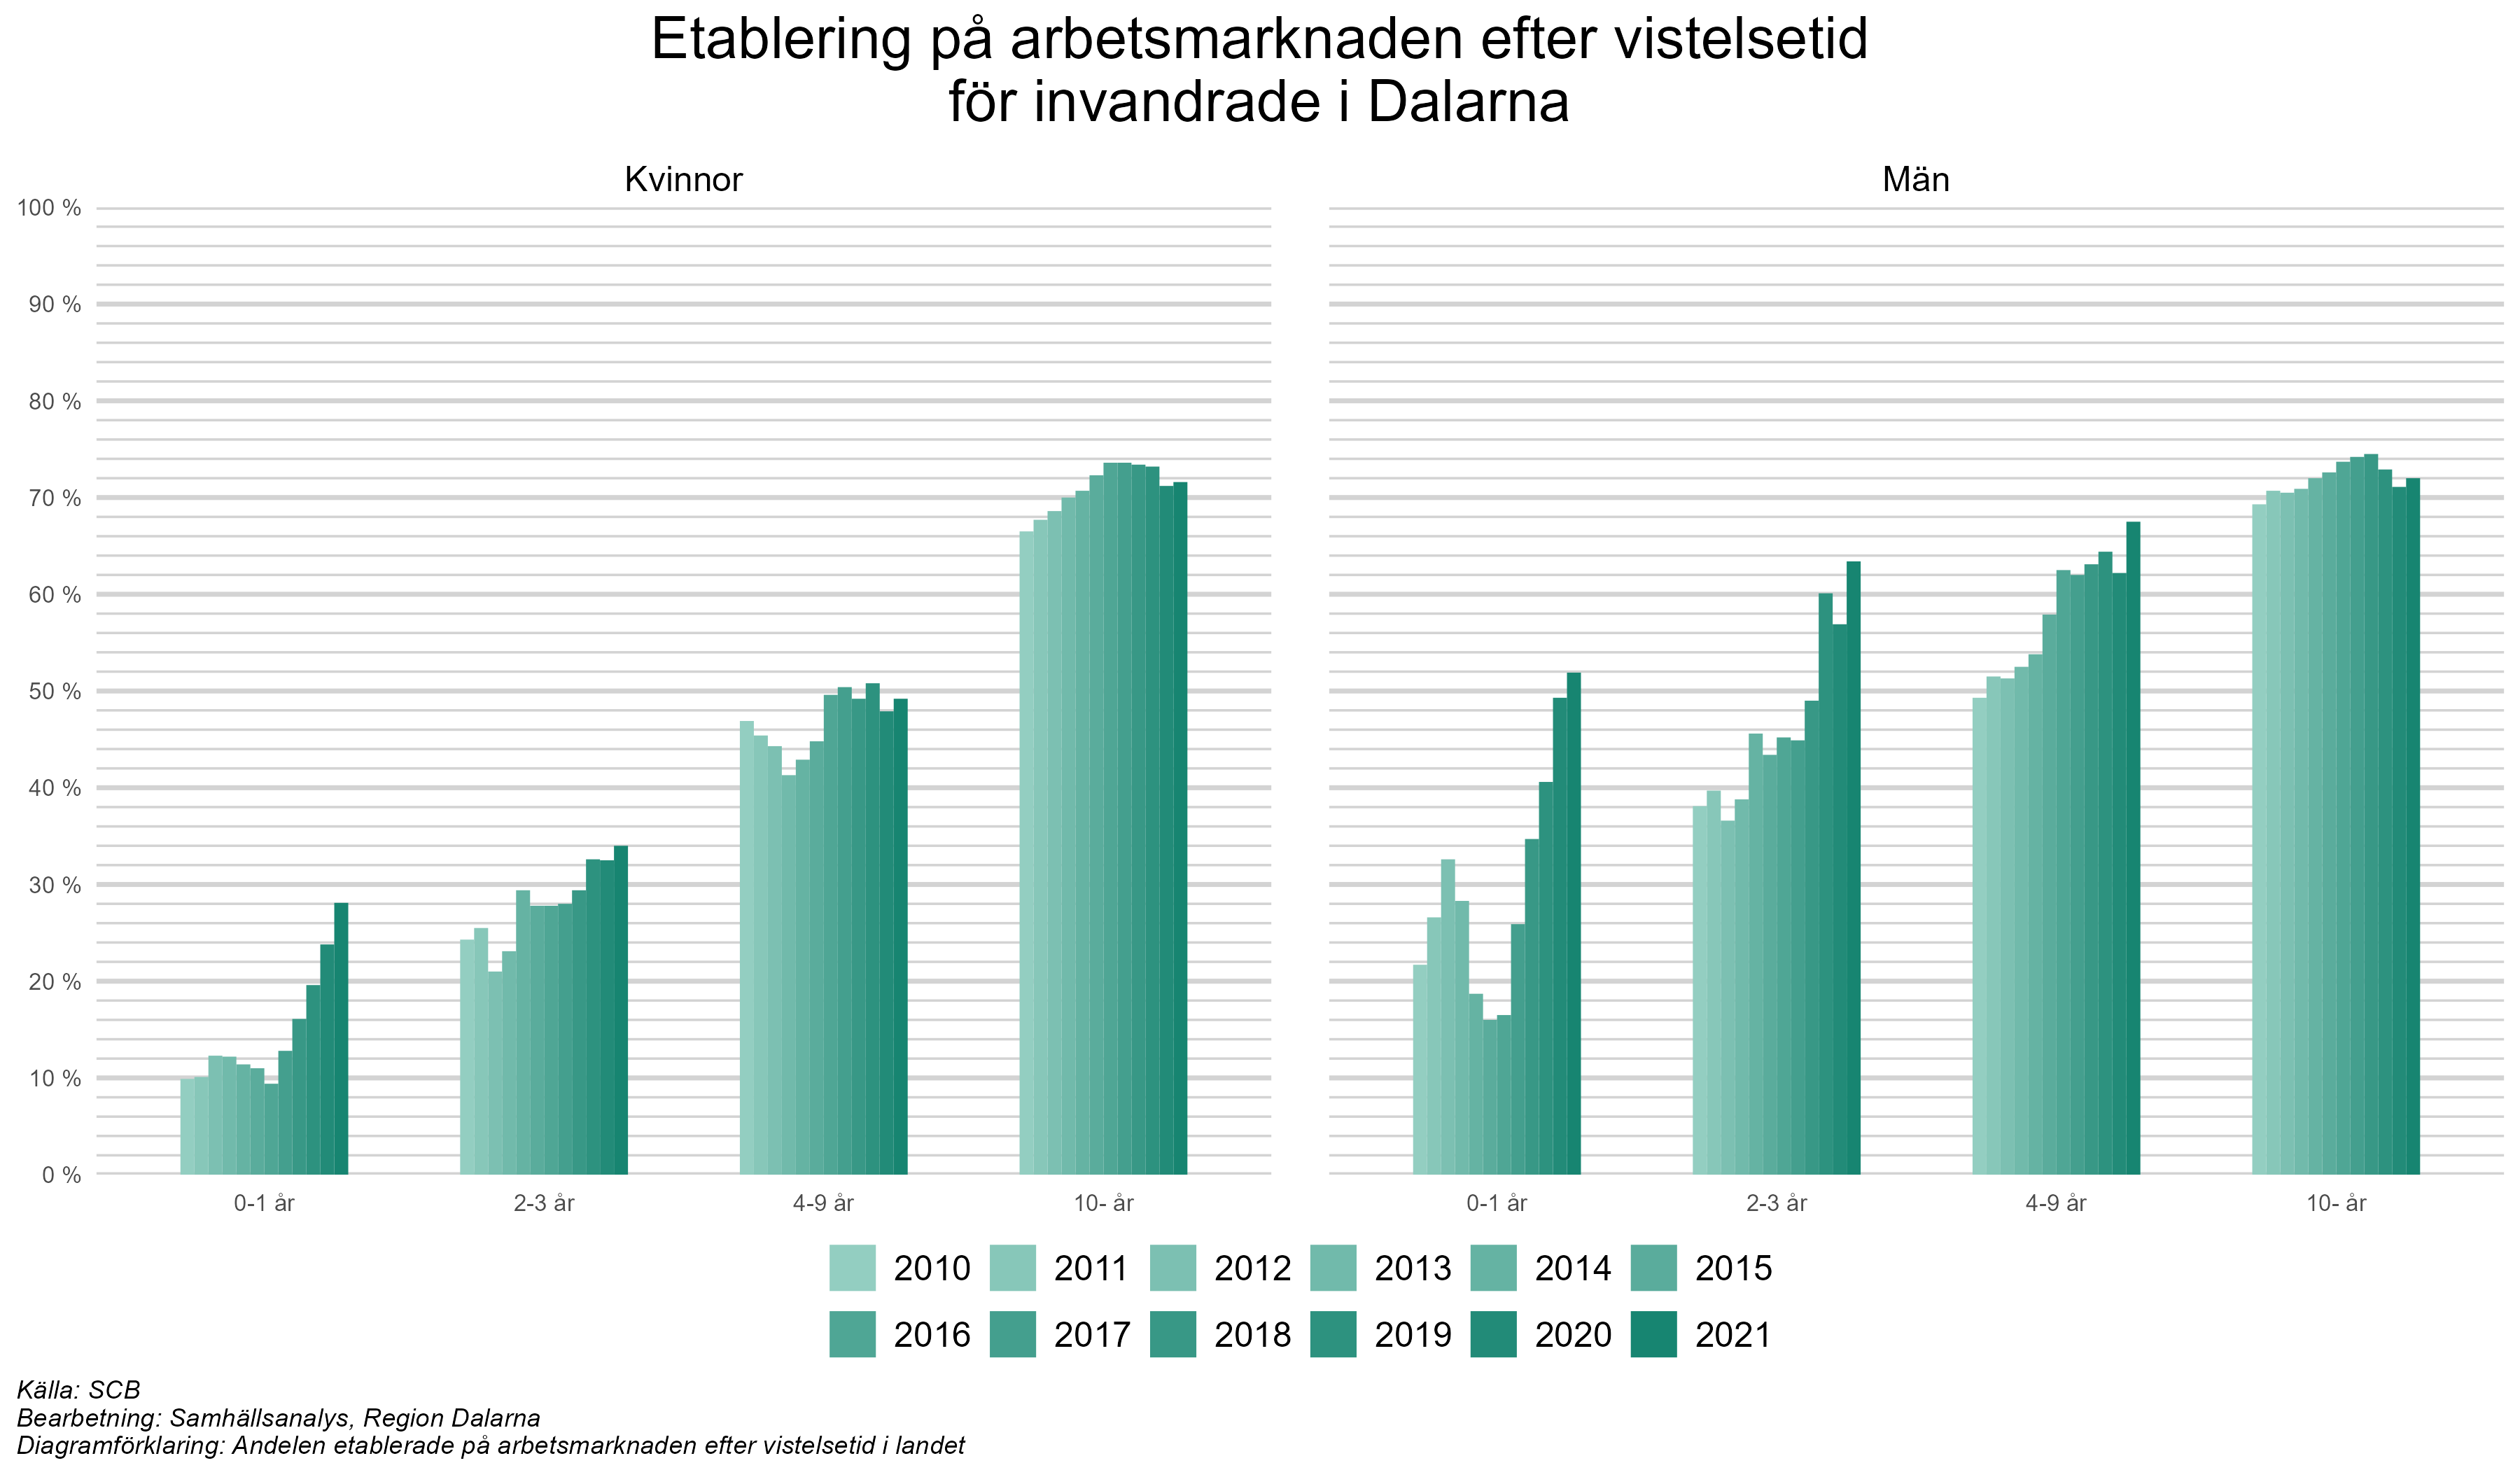 Etablering på arbetsmarknaden efter vistelsetid
för invandrade i Dalarna
Kvinnor
Män
100 %
90 %
80 %
70 %
60 %
50 %
40 %
30 %
20 %
10 %
0 %
0-1 år
2-3 år
4-9 år
10- år
0-1 år
2-3 år
4-9 år
10- år
2010
2011
2012
2013
2014
2015
2016
2017
2018
2019
2020
2021
Källa: SCB
Bearbetning: Samhällsanalys, Region Dalarna
Diagramförklaring: Andelen etablerade på arbetsmarknaden efter vistelsetid i landet